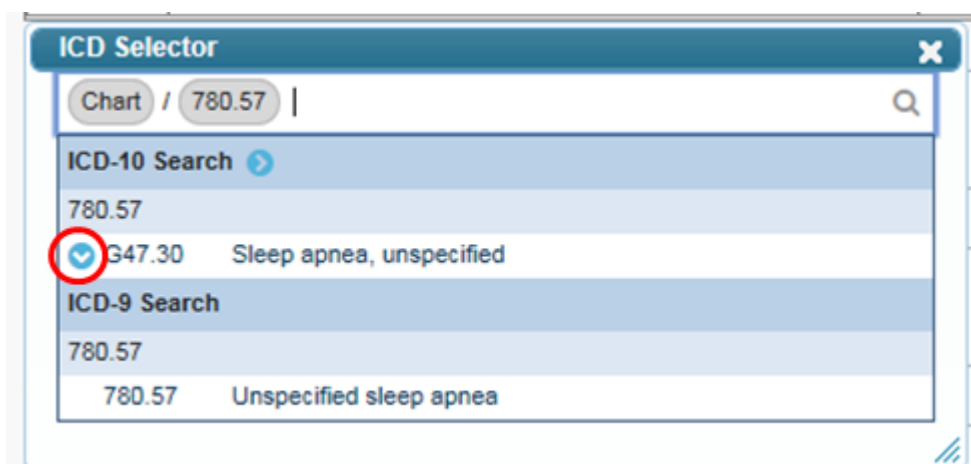 ICD Selector
Chart / 780.57
ICD-10 Search
780.57
G47.30 Sleep apnea, unspecified
ICD-9 Search
780.57
780.57 Unspecified sleep apnea